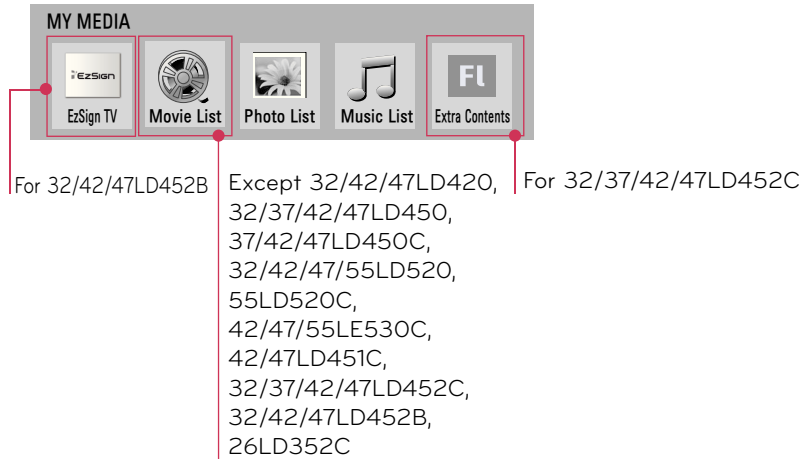 MY MEDIA
EzSign
EzSign TV
Movie List
Photo List
Music List
FL
Extra Contents
For 32/42/47LD452B
Except 32/42/47LD420,
32/37/42/47LD450,
37/42/47LD450C,
32/42/47/55LD520,
55LD520C,
42/47/55LE530C,
42/47LD451C,
32/37/42/47LD452C,
32/42/47LD452B,
26LD352C
For 32/37/42/47LD452C